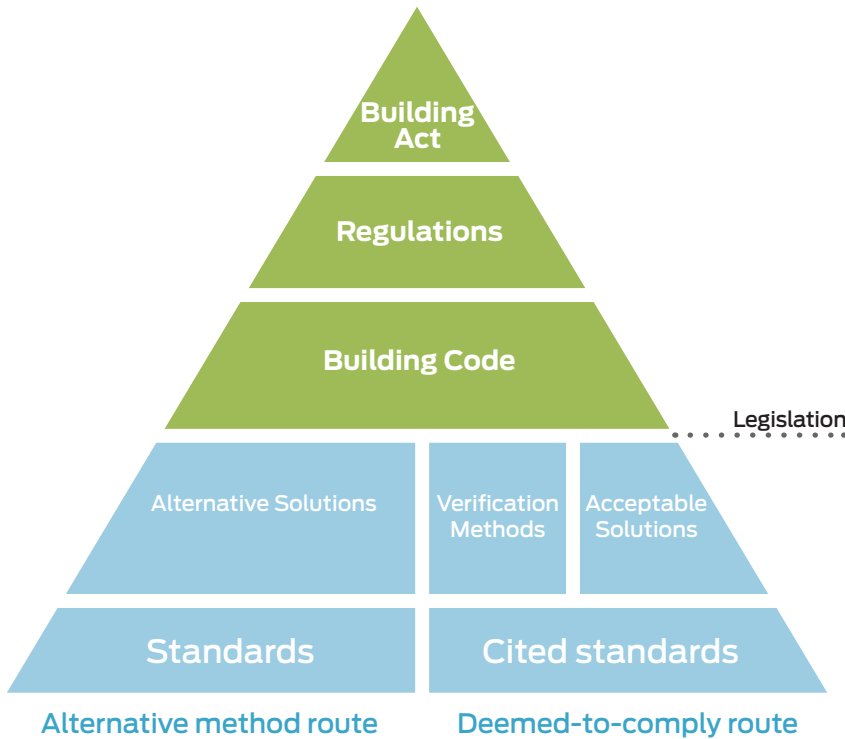 Building
Act
Regulations
Building Code
Legislation
Alternative Solutions
Verification
Methods
Acceptable
Solutions
Standards
Cited standards
Alternative method route
Deemed-to-comply route